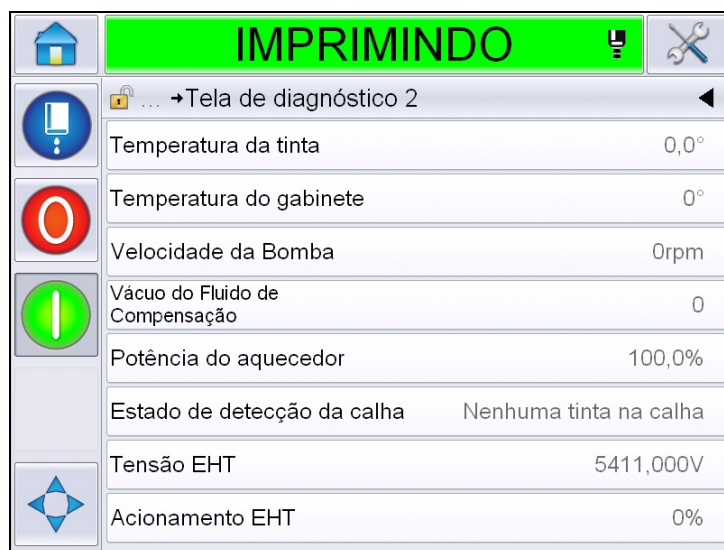 IMPRIMINDO
... →Tela de diagnóstico 2
Temperatura da tinta 0,0°
Temperatura do gabinete 0°
Velocidade da Bomba 0rpm
Vácuo do Fluido de
Compensação 0
Potência do aquecedor 100,0%
Estado de detecção da calha Nenhuma tinta na calha
Tensão EHT 5411,000V
Acionamento EHT 0%